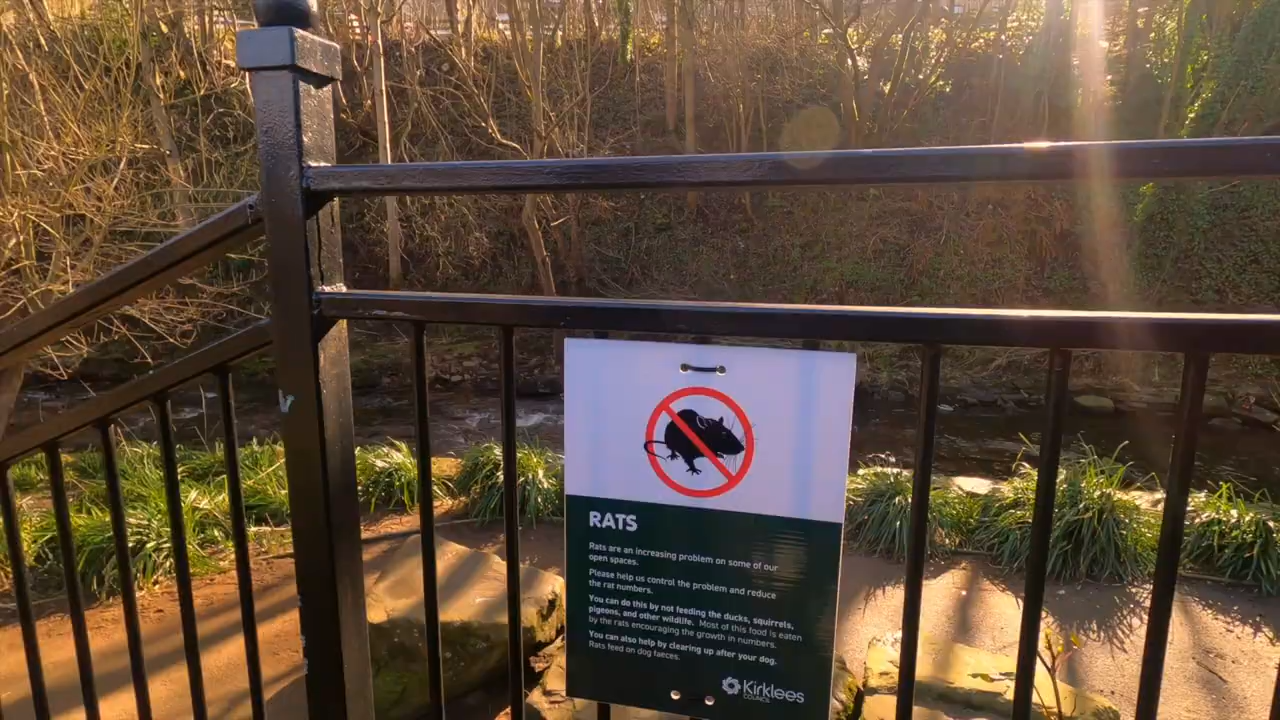 RATS
Rats are an increasing problem on some of our
open spaces.
Please help us control the problem and reduce
the rat numbers.
You can do this by not feeding the ducks, squirrels,
pigeons, and other wildlife. Most of this food is eaten
by the rats encouraging the growth in numbers.
You can also help by clearing up after your dog.
Rats feed on dog faeces.
Kirklees
COUNCIL